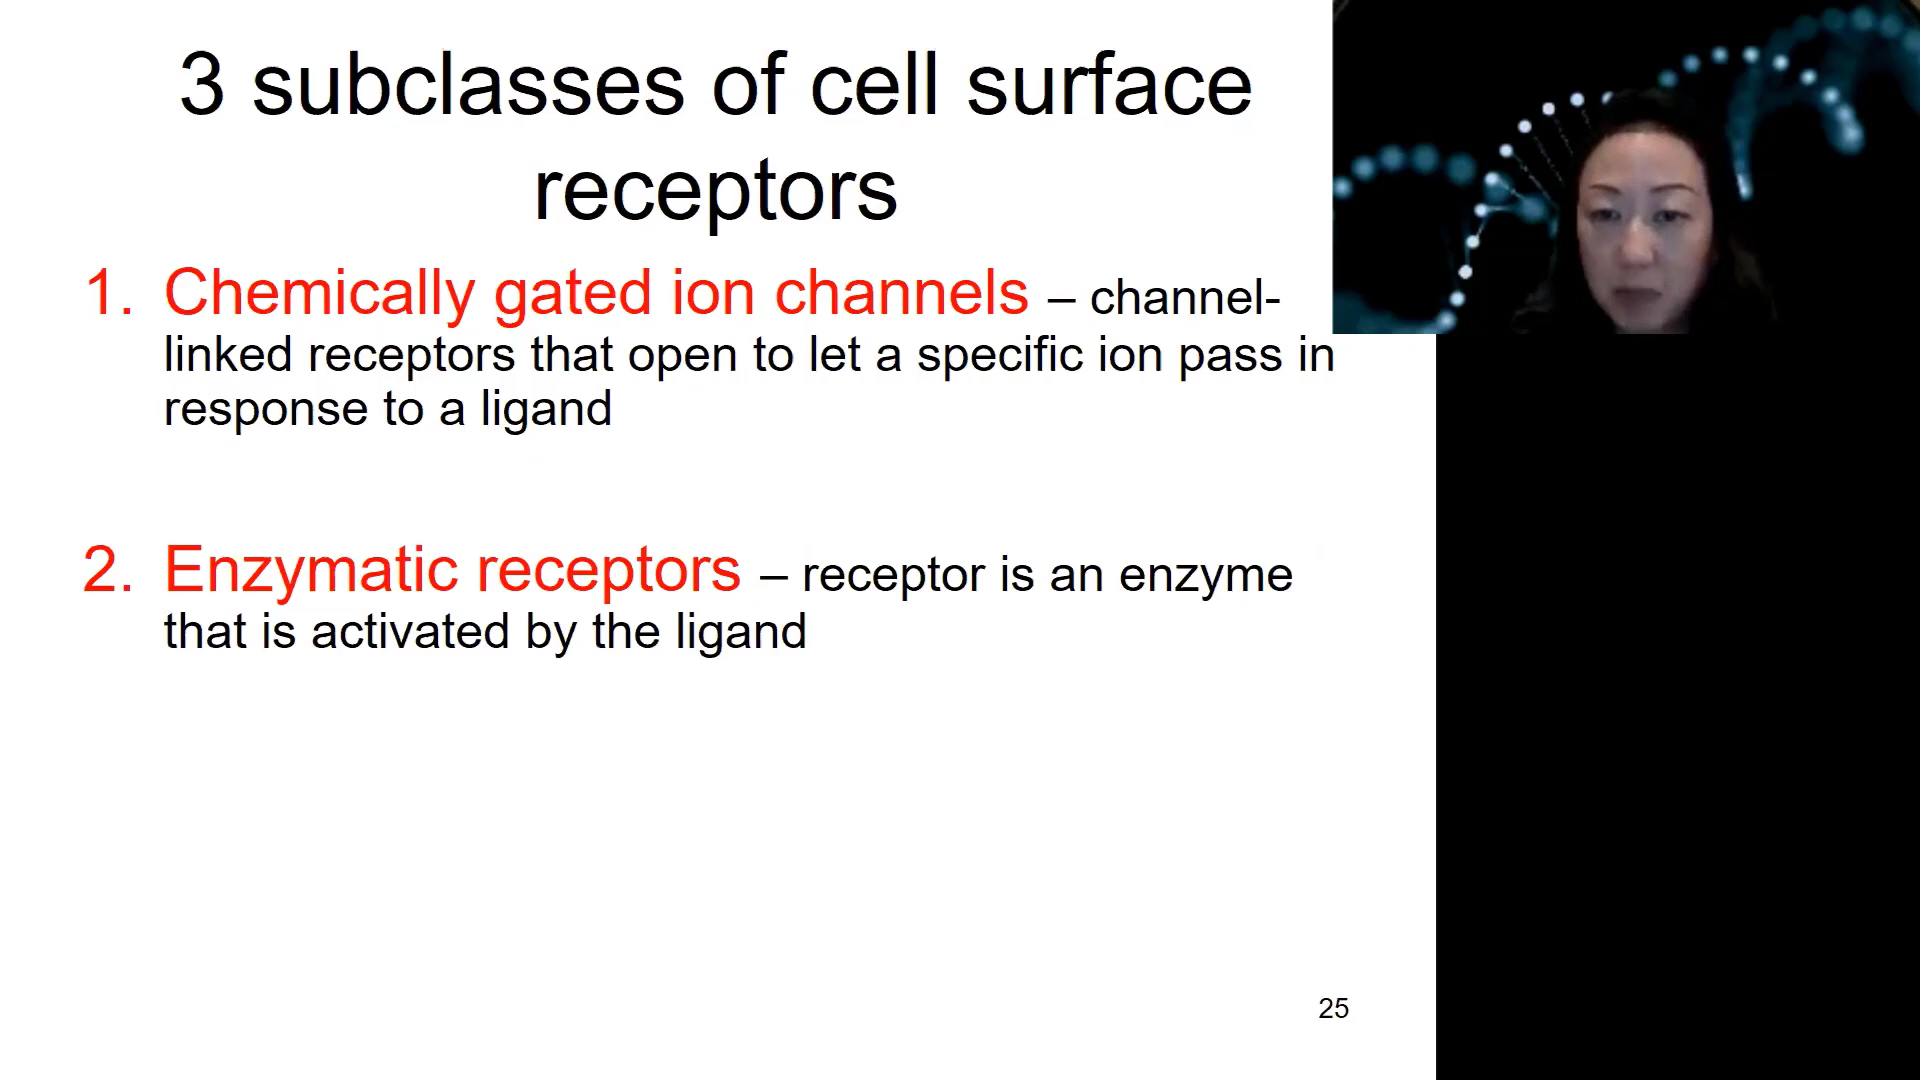 3 subclasses of cell surface
receptors
1. Chemically gated ion channels – channel-
linked receptors that open to let a specific ion pass in
response to a ligand
2. Enzymatic receptors – receptor is an enzyme
that is activated by the ligand
25